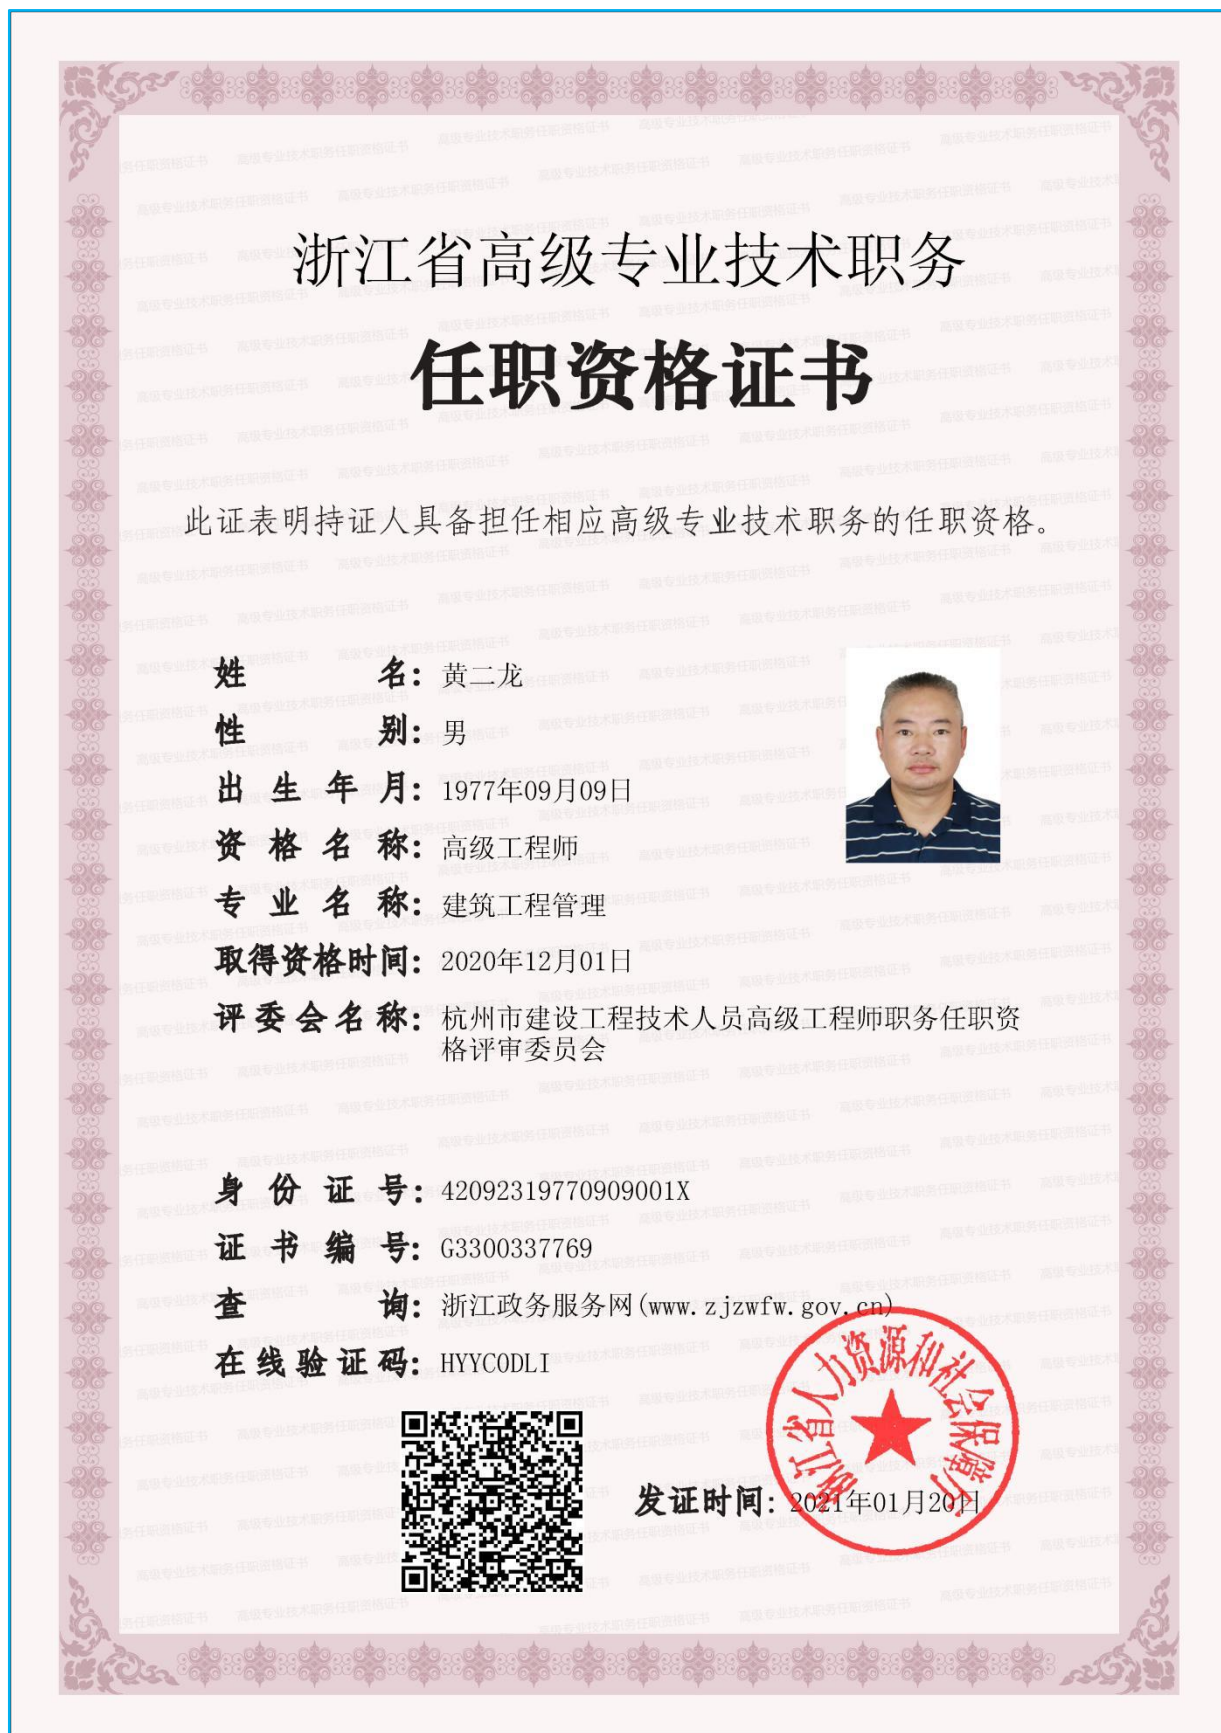 浙江省高级专业技术职务
任职资格证书
此证表明持证人具备担任相应高级专业技术职务的任职资格。
姓名：黄二龙
性别：男
出生年月：1977年09月09日
资格名称：高级工程师
专业名称：建筑工程管理
取得资格时间：2020年12月01日
评委会名称：杭州市建设工程技术人员高级工程师职务任职资
格评审委员会
身份证号：42092319770909001X
证书编号：G3300337769
查询：浙江政务服务网(www.zjzwfw.gov.cn)
在线验证码：HYYCODLI
浙江省人力资源和社会保障厅
发证时间：2021年01月20日